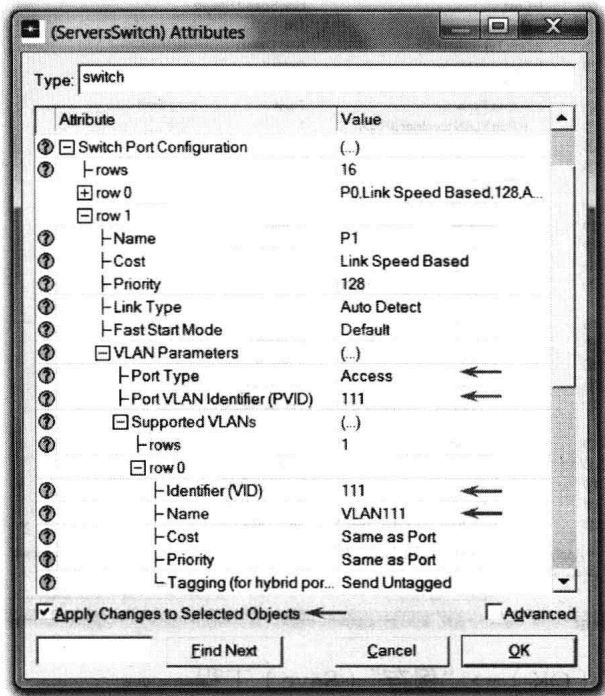 (ServersSwitch) Attributes
Type: switch
Attribute Value
Switch Port Configuration (...)
rows 16
row 0 P0,Link Speed Based,128,A...
row 1
Name P1
Cost Link Speed Based
Priority 128
Link Type Auto Detect
Fast Start Mode Default
VLAN Parameters (...)
Port Type Access
Port VLAN Identifier (PVID) 111
Supported VLANs (...)
rows 1
row 0
Identifier (VID) 111
Name VLAN111
Cost Same as Port
Priority Same as Port
Tagging (for hybrid por... Send Untagged
Apply Changes to Selected Objects Advanced
Find Next Cancel OK